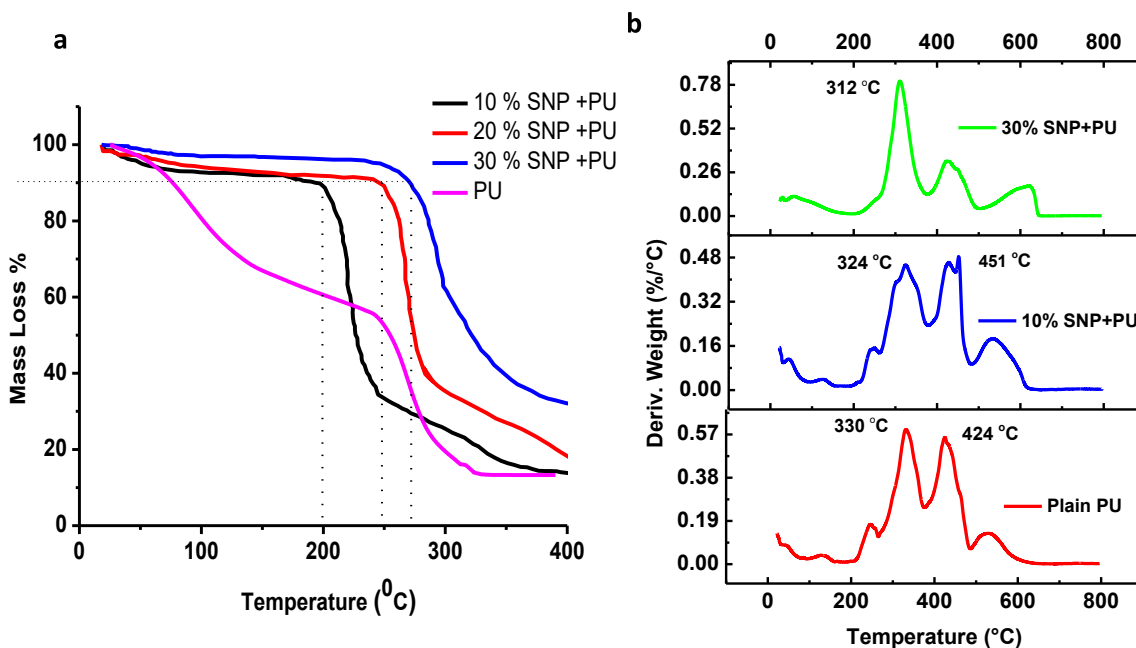 a
10 % SNP +PU
20 % SNP +PU
30 % SNP +PU
PU
Mass Loss %
100
80
60
40
20
0
0 100 200 300 400
Temperature (⁰C)
b
0 200 400 600 800
0.78
0.52
0.26
0.00
312 °C
30% SNP+PU
0.48
0.32
0.16
0.00
324 °C 451 °C
10% SNP+PU
Deriv. Weight (%/°C)
0.57
0.38
0.19
0.00
330 °C 424 °C
Plain PU
0 200 400 600 800
Temperature (°C)